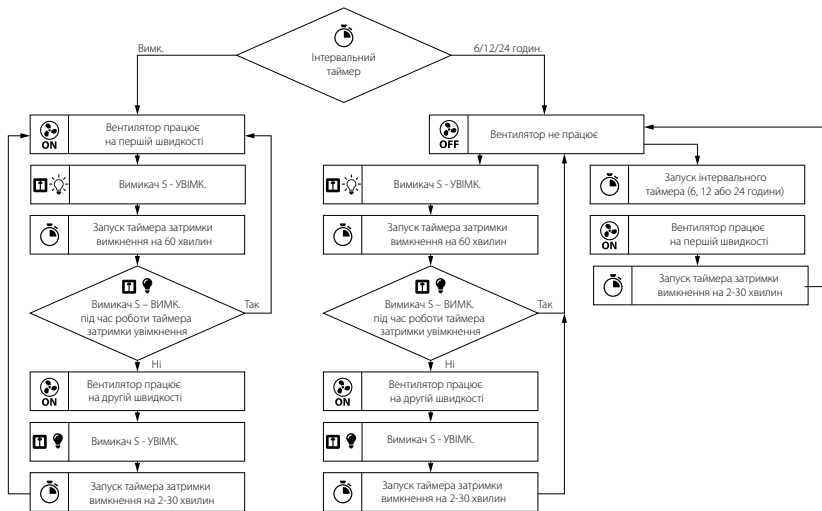 Інтервальний
таймер
Вимк.
6/12/24 годин.
ON
Вентилятор працює
на першій швидкості
Вимикач S - УВІМК.
Запуск таймера затримки
вимкнення на 60 хвилин
Вимикач S – ВИМК.
під час роботи таймера
затримки увімкнення
Так
Ні
ON
Вентилятор працює
на другій швидкості
Вимикач S - УВІМК.
Запуск таймера затримки
вимкнення на 2-30 хвилин
OFF
Вентилятор не працює
Вимикач S - УВІМК.
Запуск таймера затримки
вимкнення на 60 хвилин
Вимикач S – ВИМК.
під час роботи таймера
затримки увімкнення
Так
Ні
ON
Вентилятор працює
на другій швидкості
Вимикач S - УВІМК.
Запуск таймера затримки
вимкнення на 2-30 хвилин
Запуск інтервального
таймера (6, 12 або 24 години)
ON
Вентилятор працює
на першій швидкості
Запуск таймера затримки
вимкнення на 2-30 хвилин